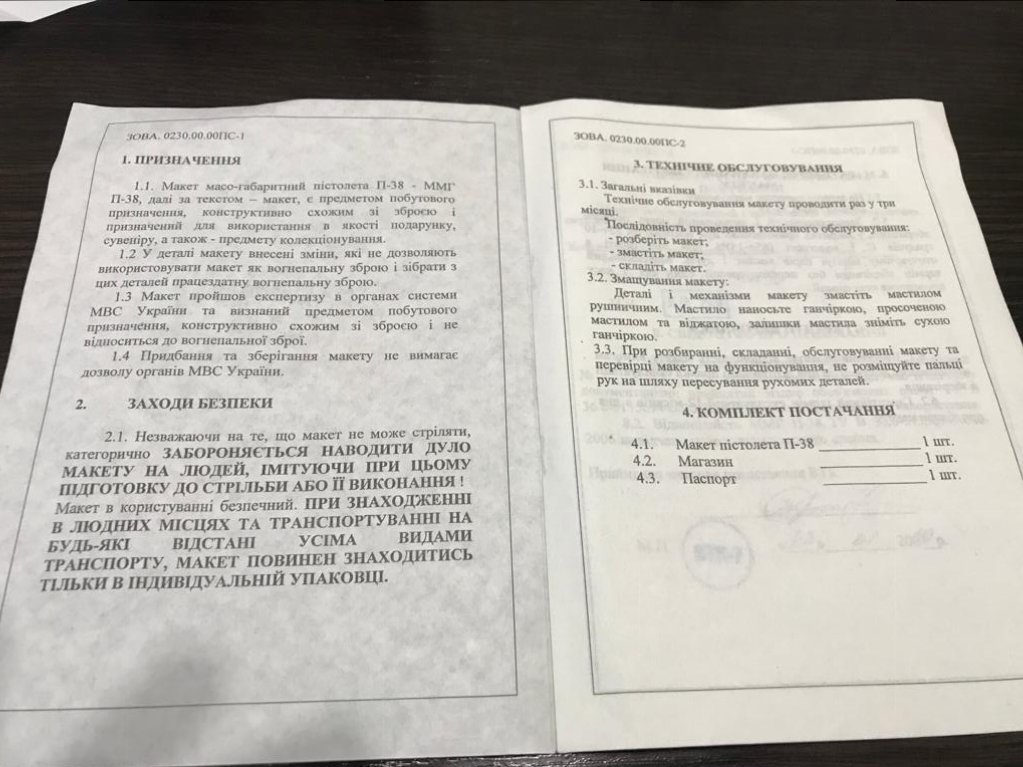 ЗОВА. 0230.00.00ПС-1
1. ПРИЗНАЧЕННЯ
1.1. Макет масо-габаритний пістолета П-38 - ММГ
П-38, далі за текстом – макет, є предметом побутового
призначення, конструктивно схожим зі зброєю і
призначений для використання в якості подарунку,
сувеніру, а також - предмету колекціонування.
1.2 У деталі макету внесені зміни, які не дозволяють
використовувати макет як вогнепальну зброю і зібрати з
цих деталей працездатну вогнепальну зброю.
1.3 Макет пройшов експертизу в органах системи
МВС України та визнаний предметом побутового
призначення, конструктивно схожим зі зброєю і не
відноситься до вогнепальної зброї.
1.4 Придбання та зберігання макету не вимагає
дозволу органів МВС України.
2. ЗАХОДИ БЕЗПЕКИ
2.1. Незважаючи на те, що макет не може стріляти,
категорично ЗАБОРОНЯЄТЬСЯ НАВОДИТИ ДУЛО
МАКЕТУ НА ЛЮДЕЙ, ІМІТУЮЧИ ПРИ ЦЬОМУ
ПІДГОТОВКУ ДО СТРІЛЬБИ АБО ЇЇ ВИКОНАННЯ !
Макет в користуванні безпечний. ПРИ ЗНАХОДЖЕННІ
В ЛЮДНИХ МІСЦЯХ ТА ТРАНСПОРТУВАННІ НА
БУДЬ-ЯКІ ВІДСТАНІ УСІМА ВИДАМИ
ТРАНСПОРТУ, МАКЕТ ПОВИНЕН ЗНАХОДИТИСЬ
ТІЛЬКИ В ІНДИВІДУАЛЬНІЙ УПАКОВЦІ.
ЗОВА. 0230.00.00ПС-2
3. ТЕХНІЧНЕ ОБСЛУГОВУВАННЯ
3.1. Загальні вказівки
Технічне обслуговування макету проводити раз у три
місяці.
Послідовність проведення технічного обслуговування:
- розберіть макет;
- змастіть макет;
- складіть макет.
3.2. Змащування макету:
Деталі і механізми макету змастіть мастилом
рушничним. Мастило наносьте ганчіркою, просоченою
мастилом та віджатою, залишки мастила зніміть сухою
ганчіркою.
3.3. При розбиранні, складанні, обслуговуванні макету та
перевірці макету на функціонування, не розміщуйте пальці
рук на шляху пересування рухомих деталей.
4. КОМПЛЕКТ ПОСТАЧАННЯ
4.1. Макет пістолета П-38 ____________ 1 шт.
4.2. Магазин ____________ 1 шт.
4.3. Паспорт ____________ 1 шт.